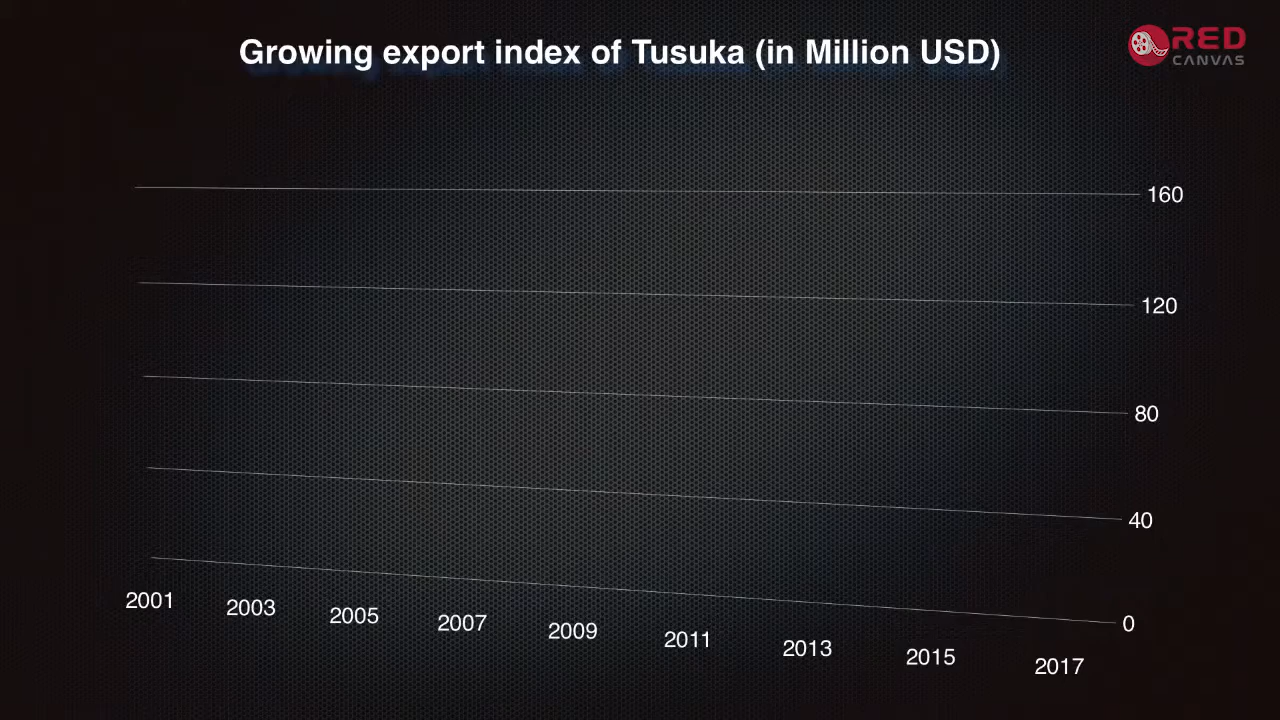 Growing export index of Tusuka (in Million USD)
RED
CANVAS
160
120
80
40
0
2001 2003 2005 2007 2009 2011 2013 2015 2017